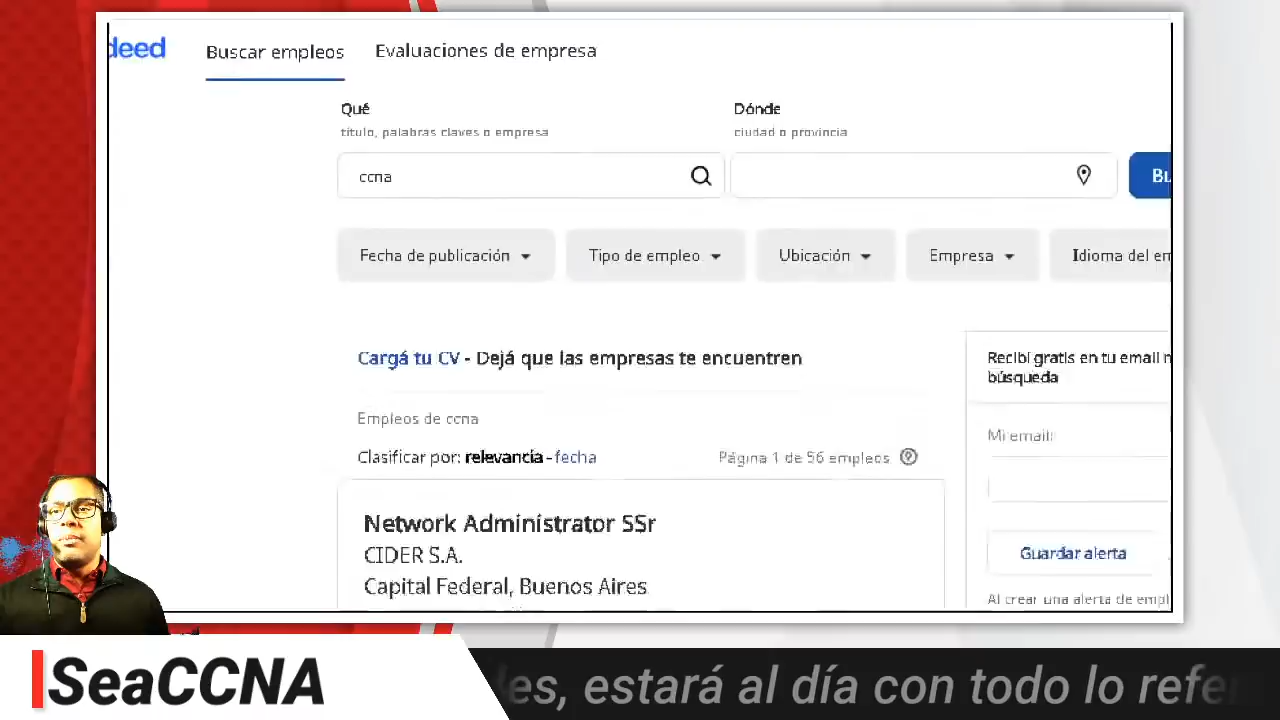 deed
Buscar empleos
Evaluaciones de empresa
Qué
título, palabras claves o empresa
Dónde
ciudad o provincia
ccna
Bu
Fecha de publicación
Tipo de empleo
Ubicación
Empresa
Idioma del em
Cargá tu CV - Dejá que las empresas te encuentren
Recibí gratis en tu email n
búsqueda
Empleos de ccna
Mi email:
Clasificar por: relevancia - fecha
Página 1 de 56 empleos
Network Administrator SSr
CIDER S.A.
Capital Federal, Buenos Aires
Guardar alerta
Al crear una alerta de empl
SeaCCNA
es, estará al día con todo lo refer